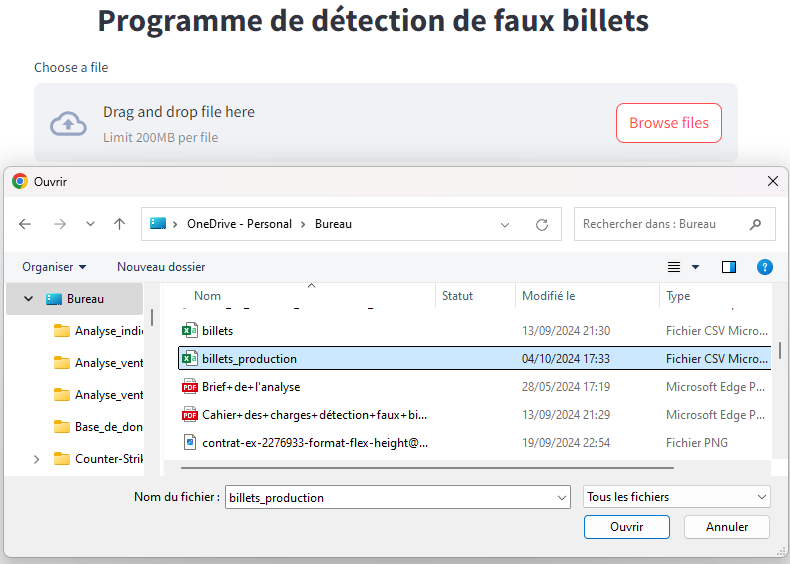 Programme de détection de faux billets
Choose a file
Drag and drop file here
Limit 200MB per file
Browse files
Ouvrir
OneDrive - Personal > Bureau
Rechercher dans : Bureau
Organiser
Nouveau dossier
?
Nom Statut Modifié le Type
Bureau
Analyse_indi
Analyse_vent
Analyse_vent
Base_de_don
Counter-Strik
billets 13/09/2024 21:30 Fichier CSV Micro...
billets_production 04/10/2024 17:33 Fichier CSV Micro...
PDF Brief+de+l'analyse 28/05/2024 17:19 Microsoft Edge P...
PDF Cahier+des+charges+détection+faux+bi... 13/09/2024 21:29 Microsoft Edge P...
contrat-ex-2276933-format-flex-height@... 19/09/2024 22:54 Fichier PNG
Nom du fichier : billets_production Tous les fichiers
Ouvrir Annuler